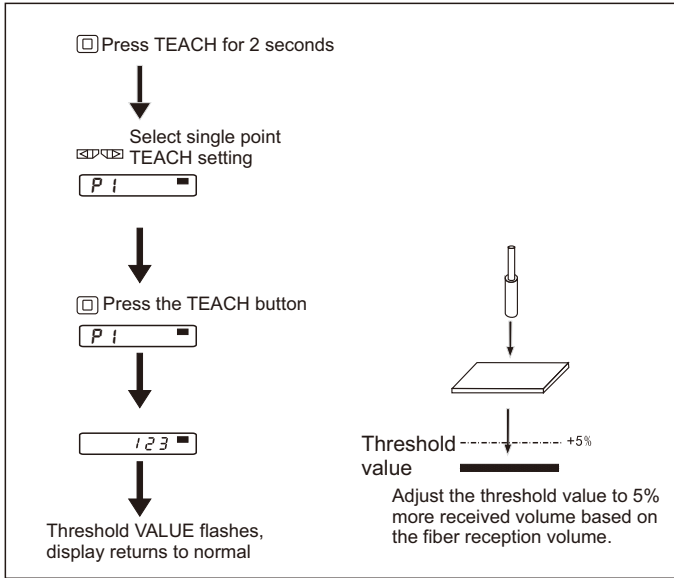 Press TEACH for 2 seconds
Select single point
TEACH setting
P1
Press the TEACH button
P1
123
Threshold VALUE flashes,
display returns to normal
Threshold
value
+5%
Adjust the threshold value to 5%
more received volume based on
the fiber reception volume.